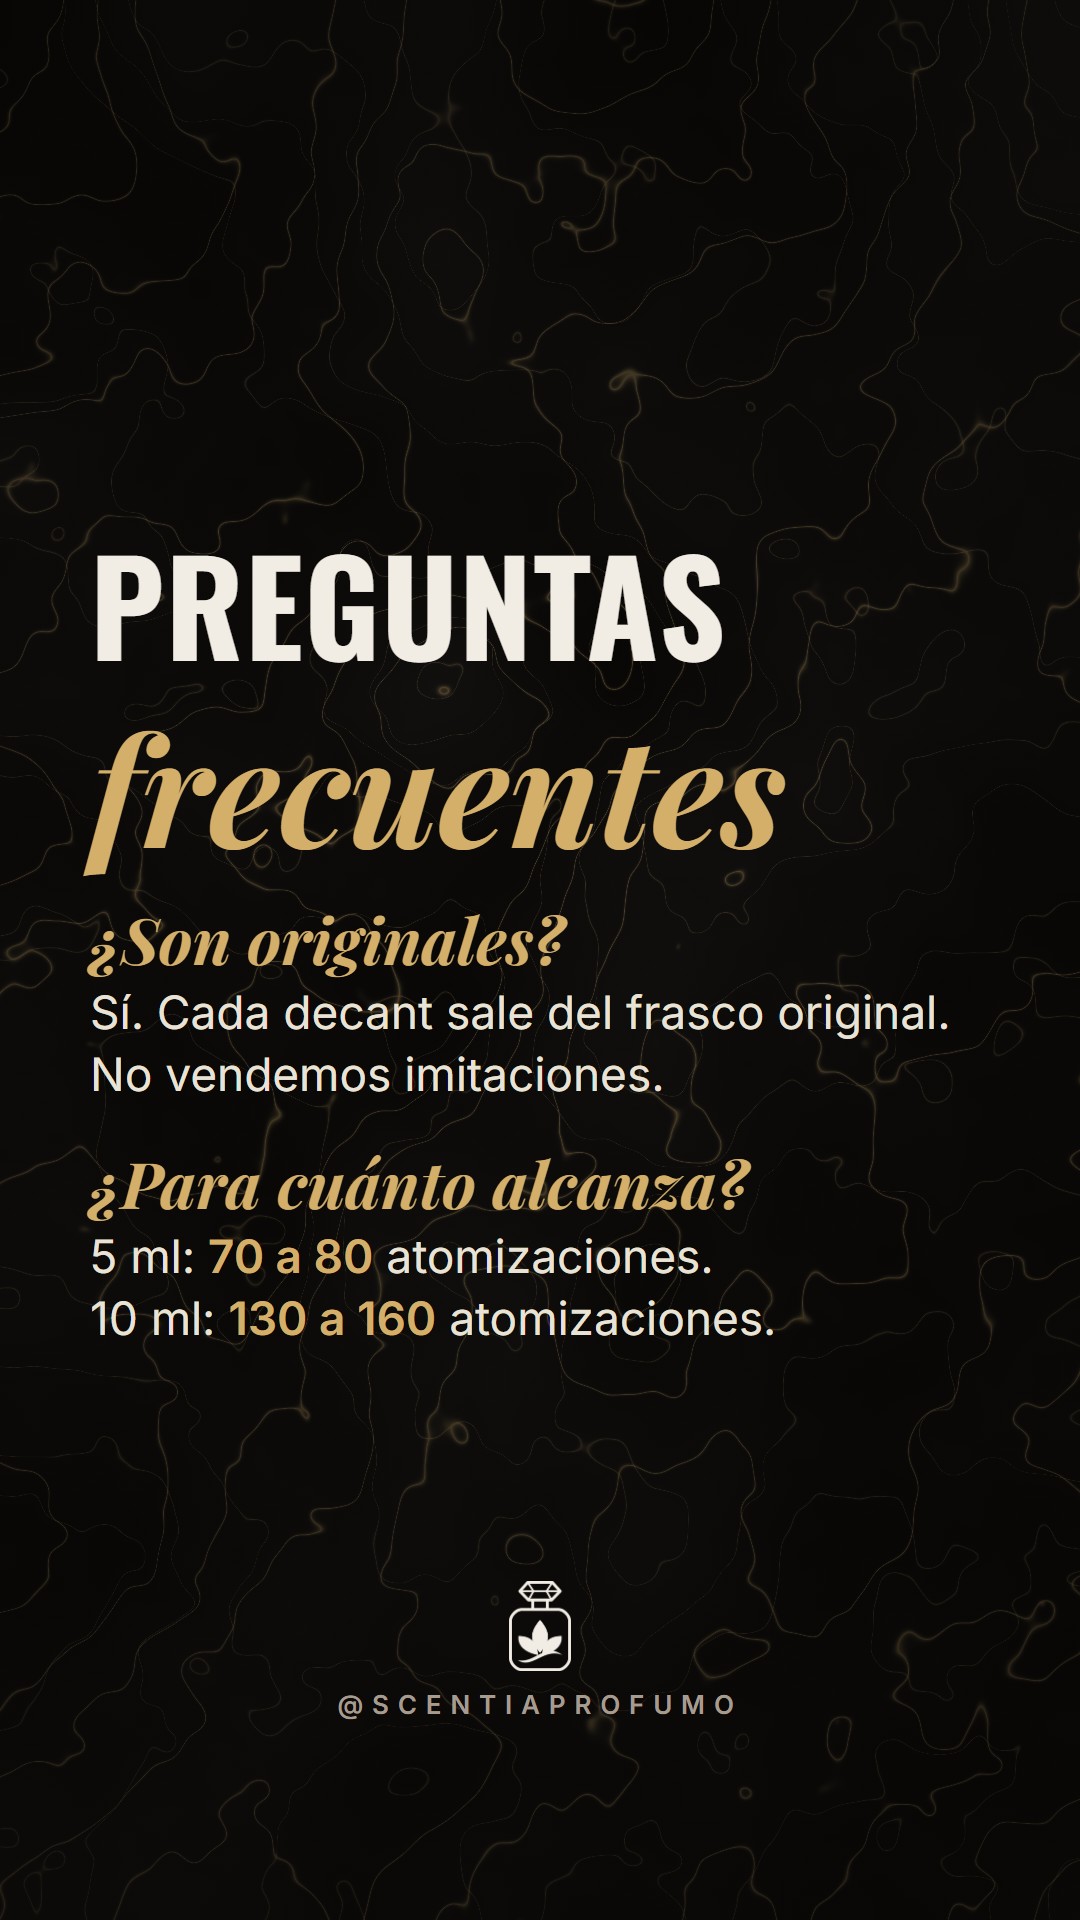 PREGUNTAS
frecuentes
¿Son originales?
Sí. Cada decant sale del frasco original.
No vendemos imitaciones.
¿Para cuánto alcanza?
5 ml: 70 a 80 atomizaciones.
10 ml: 130 a 160 atomizaciones.
@SCENTIAPROFUMO